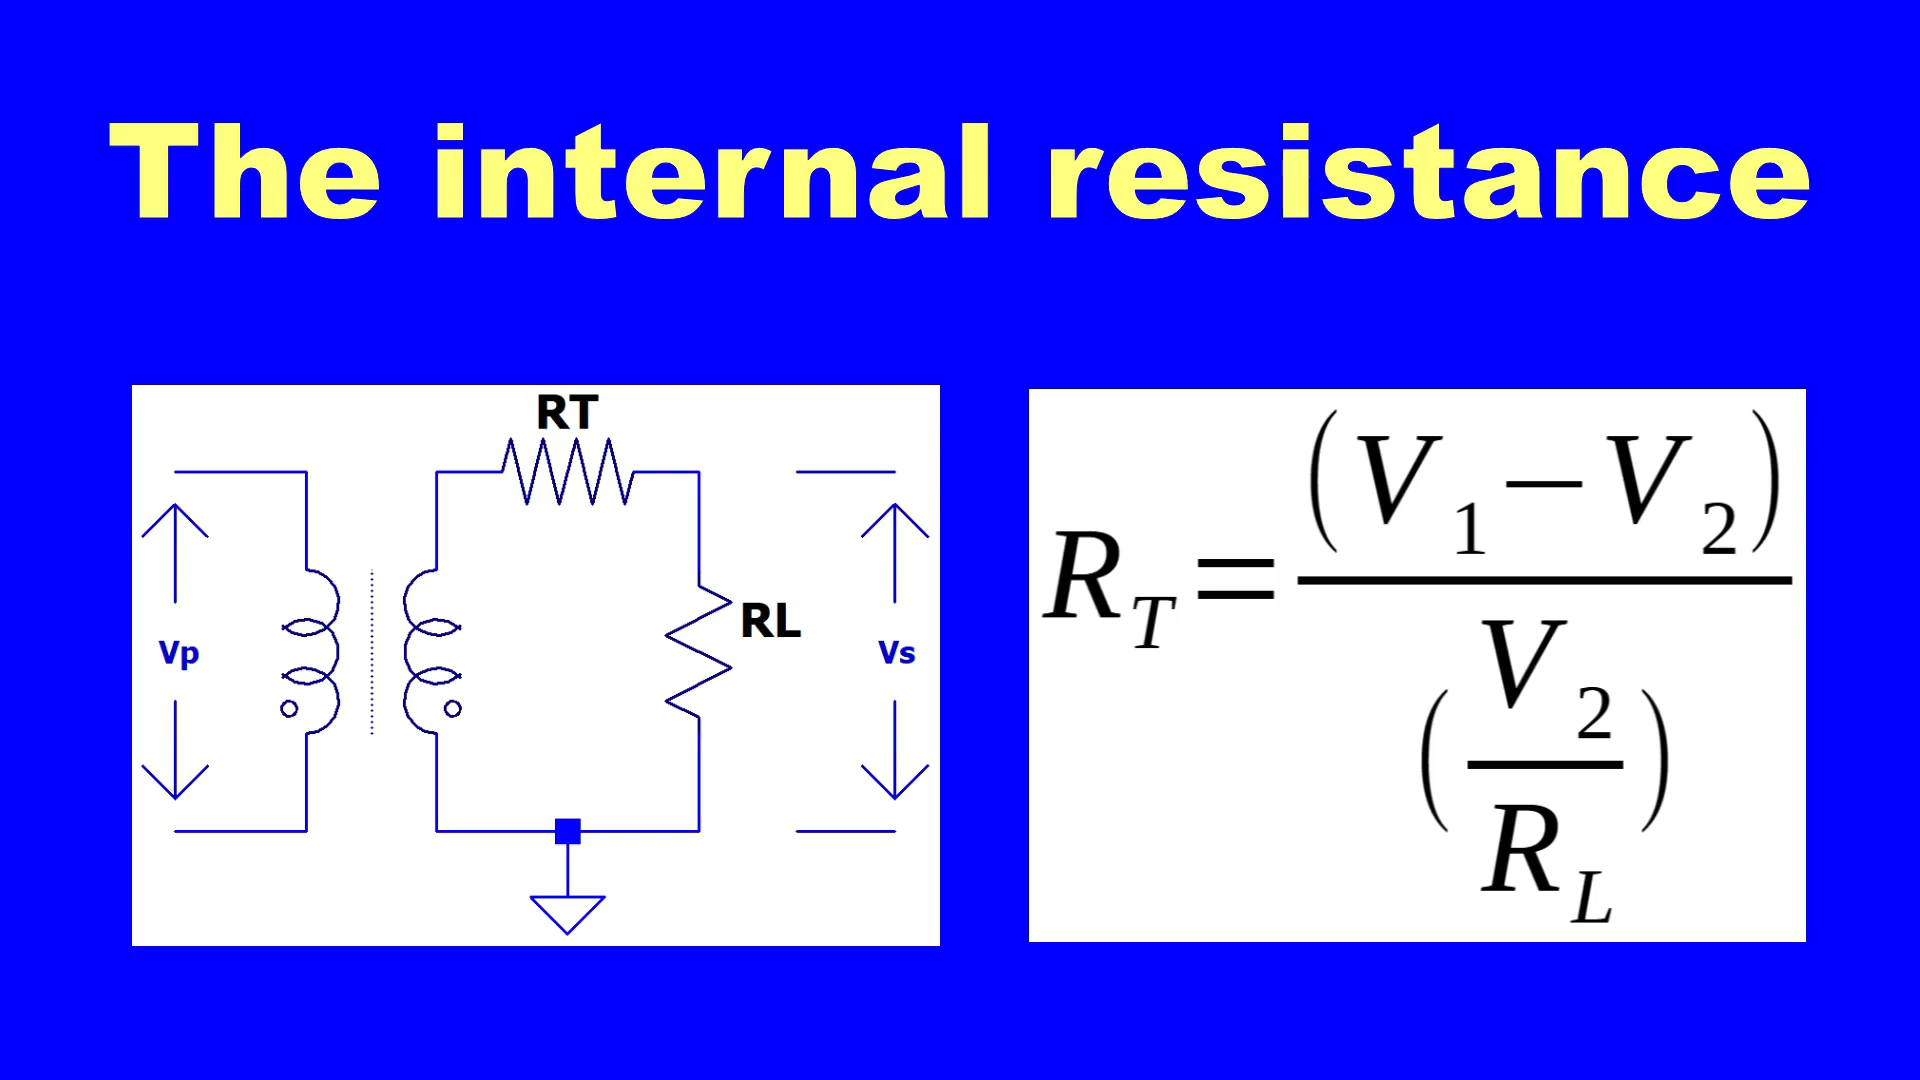 The internal resistance
RT
RL
Vp
Vs
R_T = (V_1 − V_2) / (V_2 / R_L)